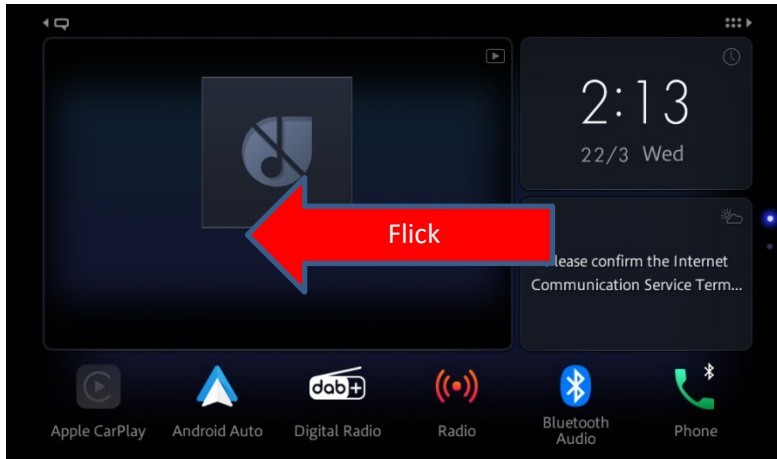 2:13
22/3 Wed
Flick
Please confirm the Internet
Communication Service Term...
dab+
Apple CarPlay
Android Auto
Digital Radio
Radio
Bluetooth
Audio
Phone